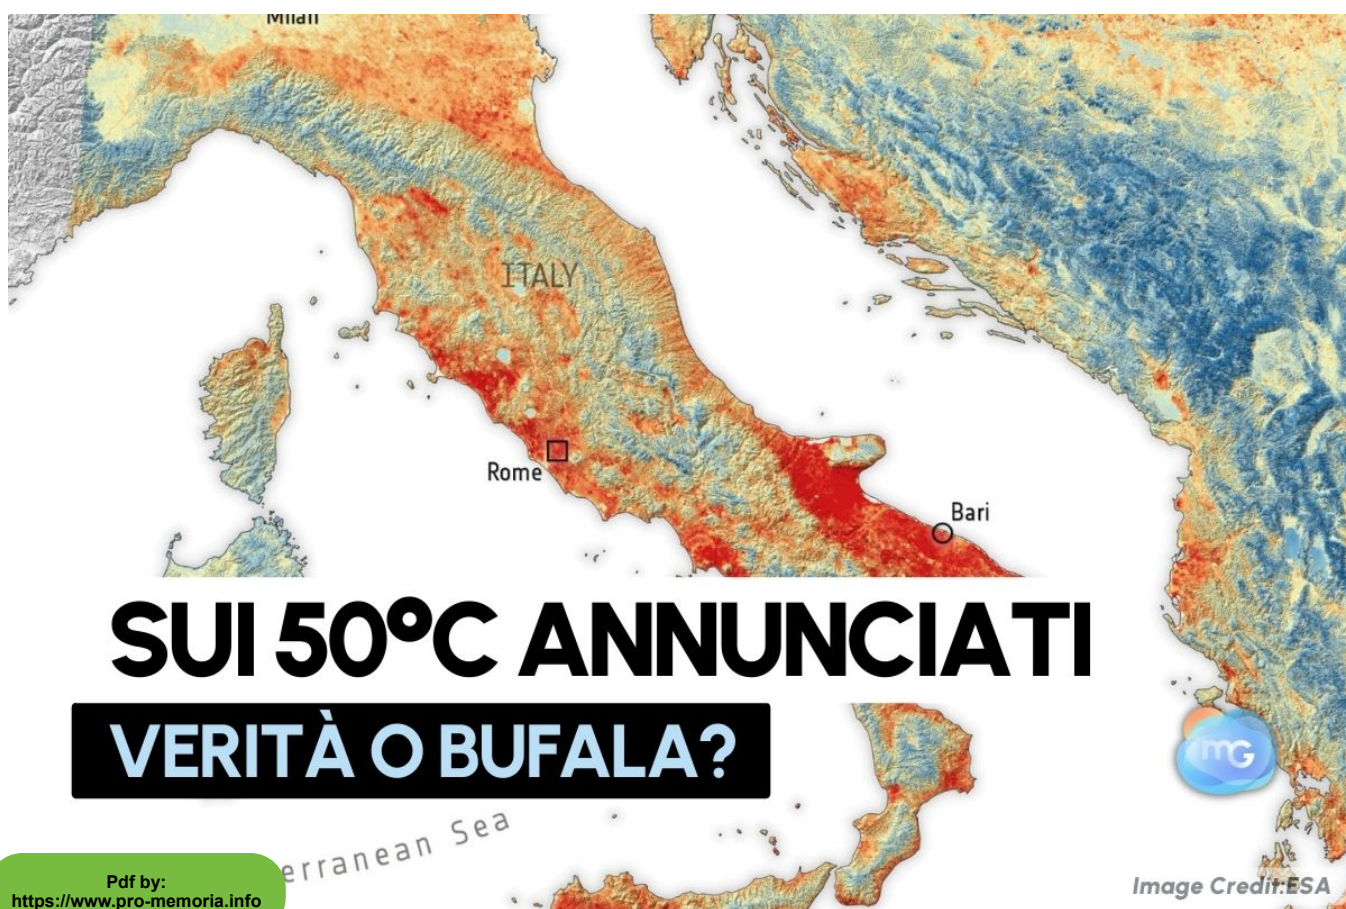 Milan
ITALY
Rome
Bari
SUI 50°C ANNUNCIATI
VERITÀ O BUFALA?
mG
erranean Sea
Image Credit:ESA
Pdf by:
https://www.pro-memoria.info